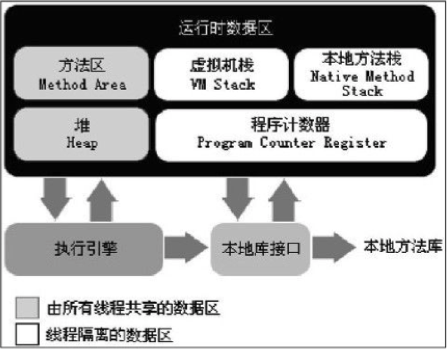 运行时数据区
方法区
Method Area
虚拟机栈
VM Stack
本地方法栈
Native Method
Stack
堆
Heap
程序计数器
Program Counter Register
执行引擎
本地库接口
本地方法库
由所有线程共享的数据区
线程隔离的数据区